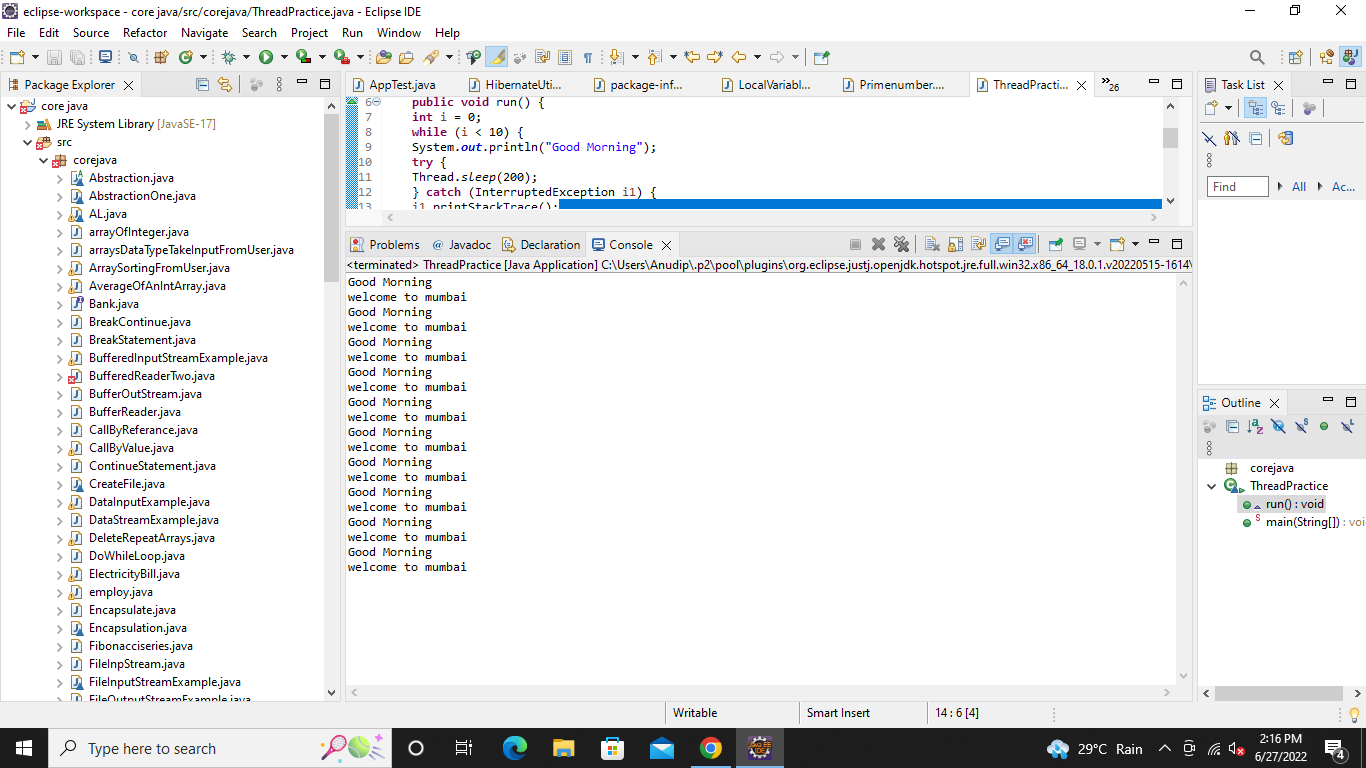 eclipse-workspace - core java/src/corejava/ThreadPractice.java - Eclipse IDE
File Edit Source Refactor Navigate Search Project Run Window Help
Package Explorer
core java
JRE System Library [JavaSE-17]
src
corejava
Abstraction.java
AbstractionOne.java
AL.java
arrayOfInteger.java
arraysDataTypeTakeInputFromUser.java
ArraySortingFromUser.java
AverageOfAnIntArray.java
Bank.java
BreakContinue.java
BreakStatement.java
BufferedInputStreamExample.java
BufferedReaderTwo.java
BufferOutStream.java
BufferReader.java
CallByReferance.java
CallByValue.java
ContinueStatement.java
CreateFile.java
DataInputExample.java
DataStreamExample.java
DeleteRepeatArrays.java
DoWhileLoop.java
ElectricityBill.java
employ.java
Encapsulate.java
Encapsulation.java
Fibonacciseries.java
FileInpStream.java
FileInputStreamExample.java
FileOutputStreamExample.java
AppTest.java HibernateUti... package-inf... LocalVariabl... Primenumber.... ThreadPracti... »26
6 public void run() {
7 int i = 0;
8 while (i < 10) {
9 System.out.println("Good Morning");
10 try {
11 Thread.sleep(200);
12 } catch (InterruptedException i1) {
13 i1.printStackTrace();
Problems @ Javadoc Declaration Console
<terminated> ThreadPractice [Java Application] C:\Users\Anudip\.p2\pool\plugins\org.eclipse.justj.openjdk.hotspot.jre.full.win32.x86_64_18.0.1.v20220515-1614\
Good Morning
welcome to mumbai
Good Morning
welcome to mumbai
Good Morning
welcome to mumbai
Good Morning
welcome to mumbai
Good Morning
welcome to mumbai
Good Morning
welcome to mumbai
Good Morning
welcome to mumbai
Good Morning
welcome to mumbai
Good Morning
welcome to mumbai
Good Morning
welcome to mumbai
Task List
Find All Ac...
Outline
corejava
ThreadPractice
run() : void
main(String[]) : voi
Writable Smart Insert 14 : 6 [4]
Type here to search
29°C Rain
2:16 PM
6/27/2022
4